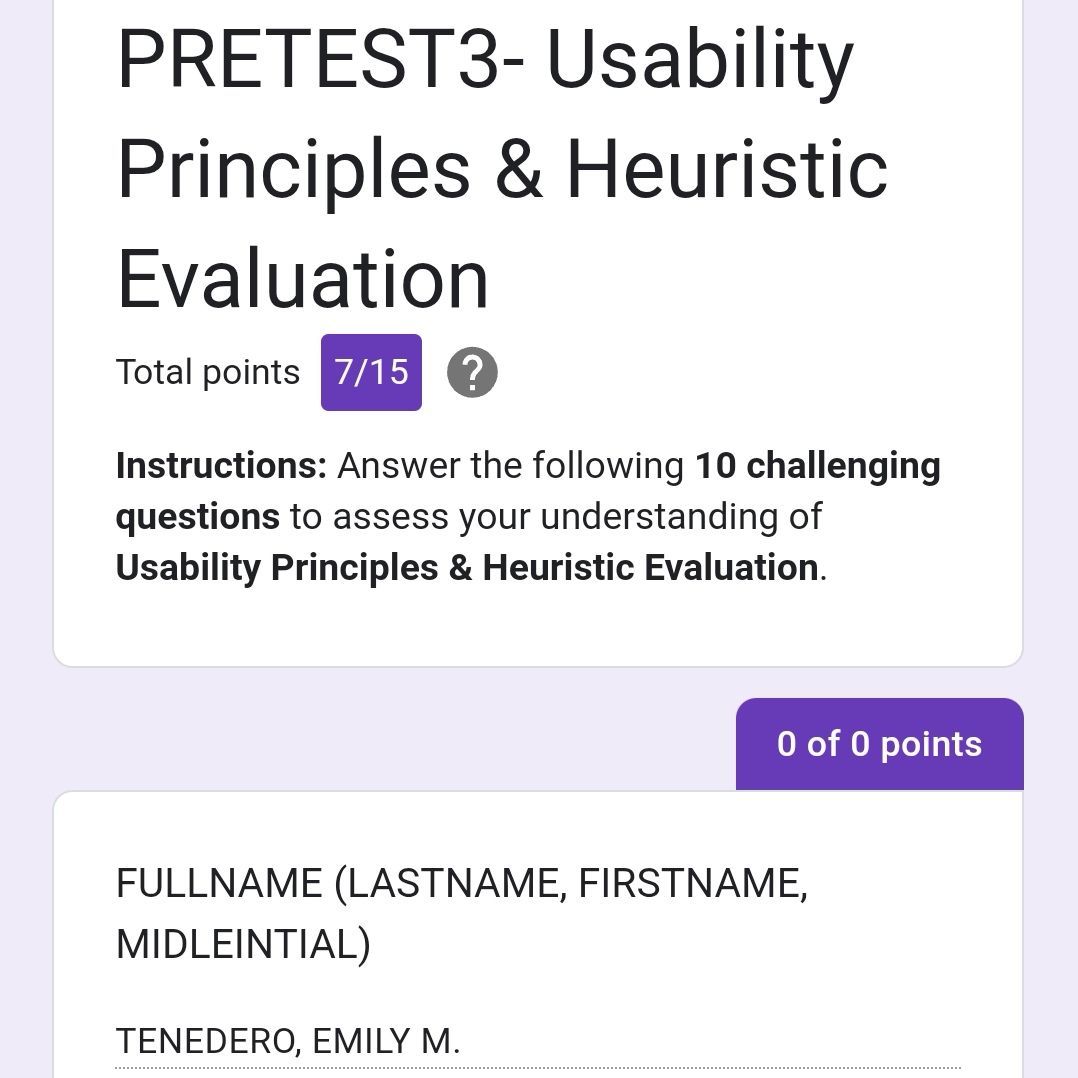 PRETEST3- Usability
Principles & Heuristic
Evaluation
Total points 7/15 ?
Instructions: Answer the following 10 challenging
questions to assess your understanding of
Usability Principles & Heuristic Evaluation.
0 of 0 points
FULLNAME (LASTNAME, FIRSTNAME,
MIDLEINTIAL)
TENEDERO, EMILY M.